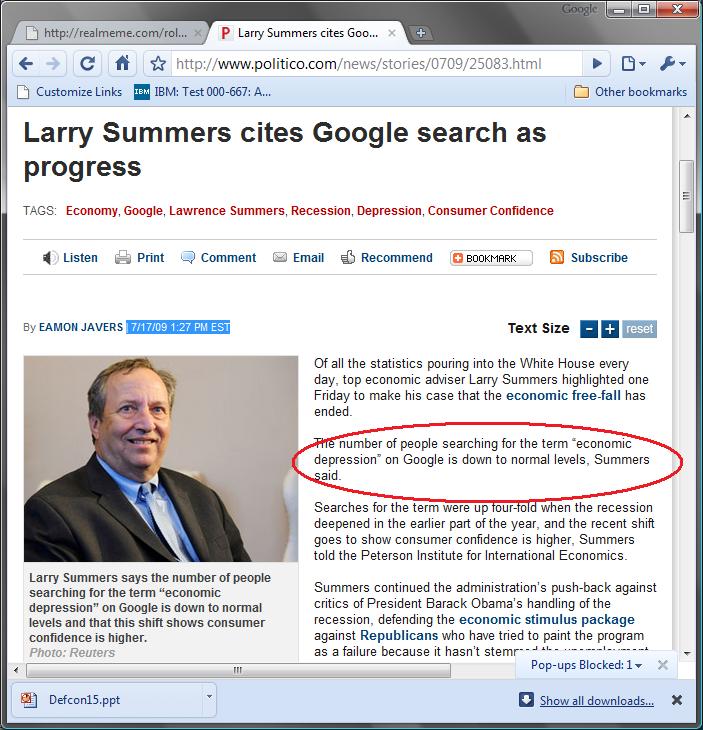 Google
http://realmeme.com/rol...
Larry Summers cites Goo...
http://www.politico.com/news/stories/0709/25083.html
Customize Links
IBM
IBM: Test 000-667: A...
Other bookmarks
Larry Summers cites Google search as
progress
TAGS: Economy, Google, Lawrence Summers, Recession, Depression, Consumer Confidence
Listen
Print
Comment
Email
Recommend
BOOKMARK
Subscribe
By EAMON JAVERS | 7/17/09 1:27 PM EST
Text Size - + reset
Of all the statistics pouring into the White House every
day, top economic adviser Larry Summers highlighted one
Friday to make his case that the economic free-fall has
ended.
The number of people searching for the term “economic
depression” on Google is down to normal levels, Summers
said.
Searches for the term were up four-fold when the recession
deepened in the earlier part of the year, and the recent shift
goes to show consumer confidence is higher, Summers
told the Peterson Institute for International Economics.
Summers continued the administration’s push-back against
critics of President Barack Obama’s handling of the
recession, defending the economic stimulus package
against Republicans who have tried to paint the program
as a failure because it hasn’t
Larry Summers says the number of people
searching for the term “economic
depression” on Google is down to normal
levels and that this shift shows consumer
confidence is higher.
Photo: Reuters
Pop-ups Blocked: 1
Defcon15.ppt
Show all downloads...